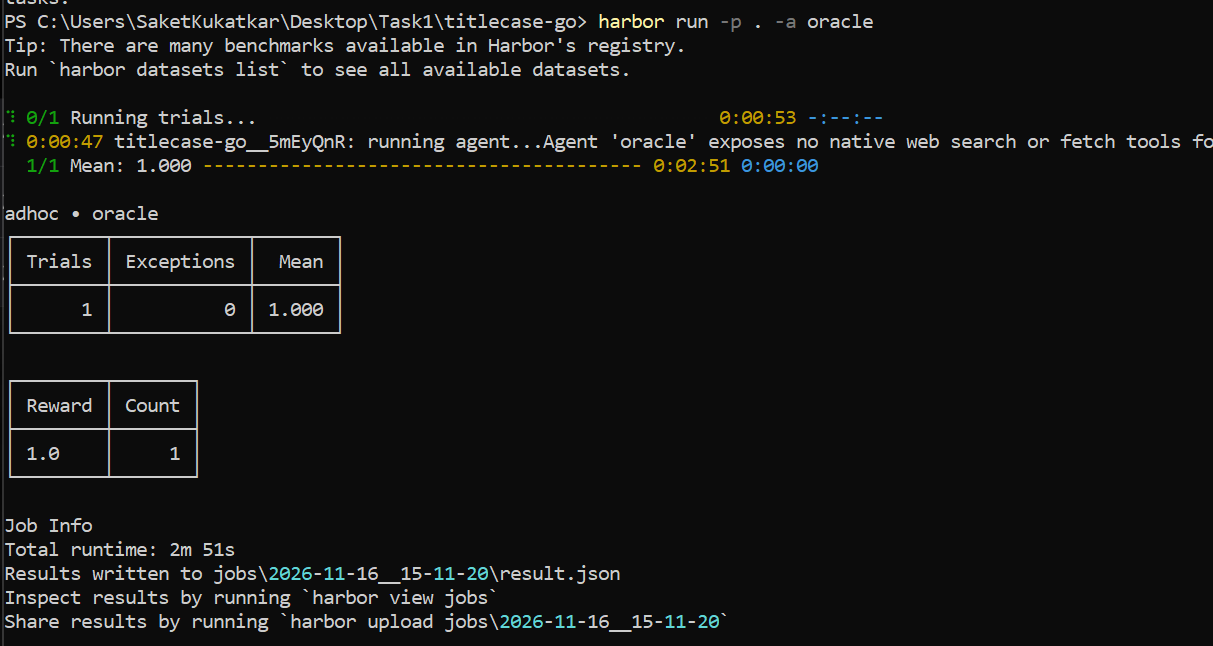 tasks.
PS C:\Users\SaketKukatkar\Desktop\Task1\titlecase-go> harbor run -p . -a oracle
Tip: There are many benchmarks available in Harbor's registry.
Run `harbor datasets list` to see all available datasets.
0/1 Running trials... 0:00:53 -:--:--
0:00:47 titlecase-go__5mEyQnR: running agent...Agent 'oracle' exposes no native web search or fetch tools fo
1/1 Mean: 1.000 ---------------------------------------- 0:02:51 0:00:00
adhoc • oracle
Trials Exceptions Mean
1 0 1.000
Reward Count
1.0 1
Job Info
Total runtime: 2m 51s
Results written to jobs\2026-11-16__15-11-20\result.json
Inspect results by running `harbor view jobs`
Share results by running `harbor upload jobs\2026-11-16__15-11-20`